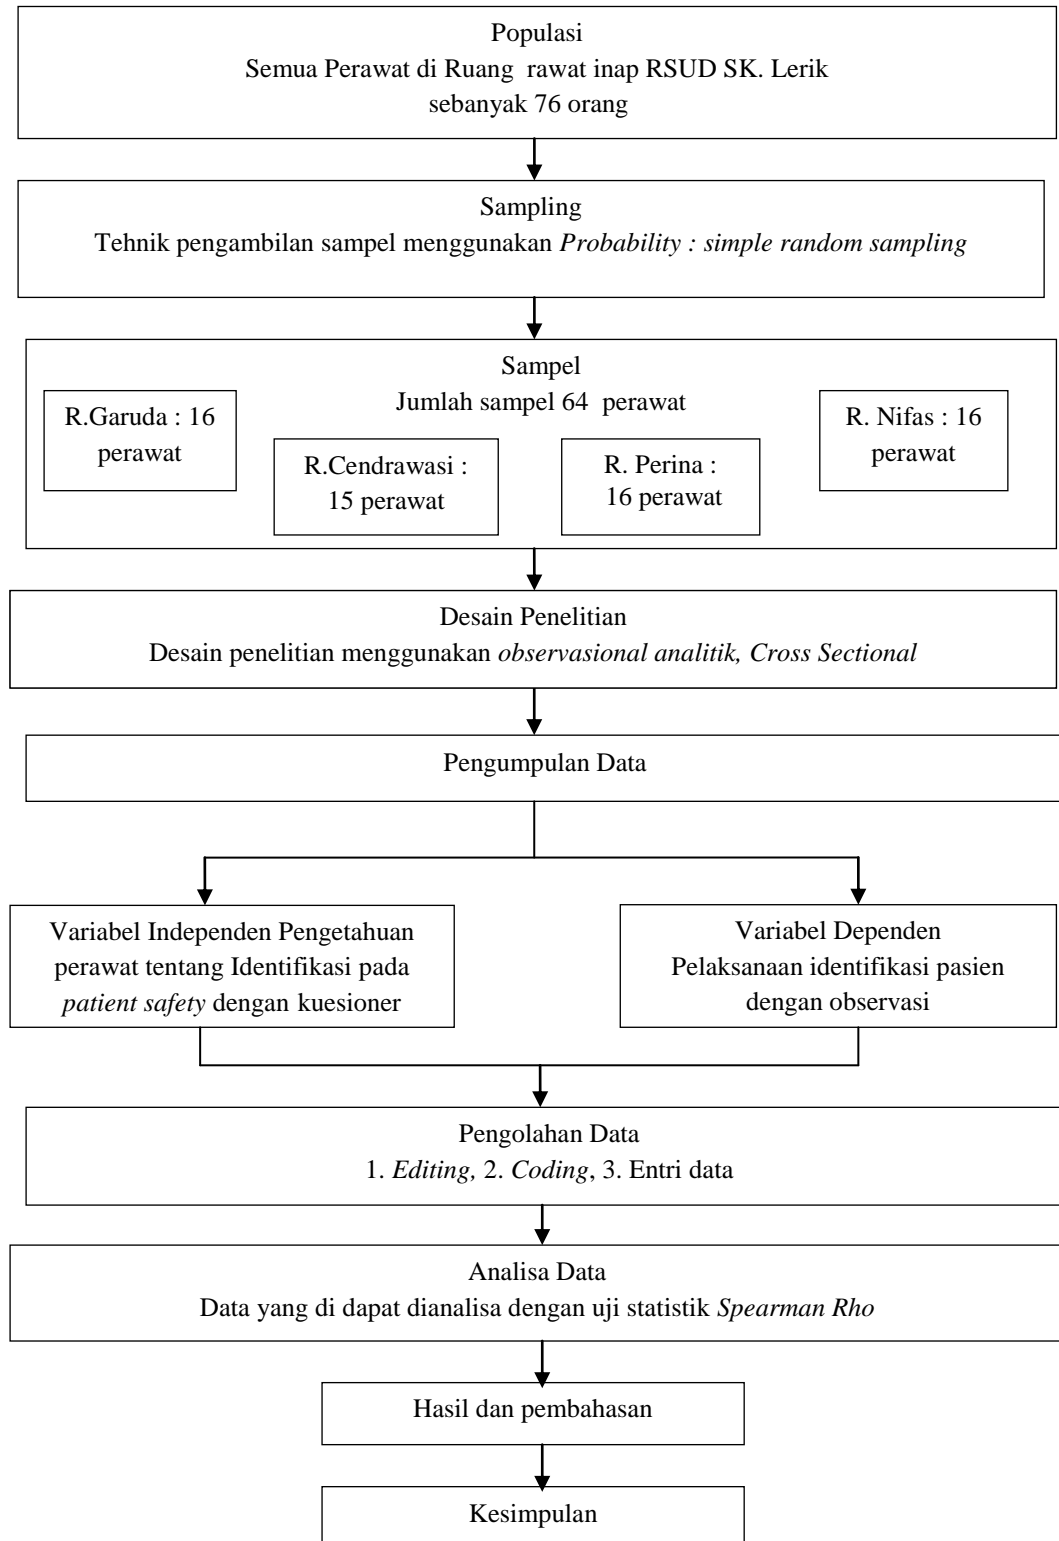 Populasi
Semua Perawat di Ruang rawat inap RSUD SK. Lerik
sebanyak 76 orang
Sampling
Tehnik pengambilan sampel menggunakan Probability : simple random sampling
Sampel
Jumlah sampel 64 perawat
R.Garuda : 16
perawat
R.Cendrawasi :
15 perawat
R. Perina :
16 perawat
R. Nifas : 16
perawat
Desain Penelitian
Desain penelitian menggunakan observasional analitik, Cross Sectional
Pengumpulan Data
Variabel Independen Pengetahuan
perawat tentang Identifikasi pada
patient safety dengan kuesioner
Variabel Dependen
Pelaksanaan identifikasi pasien
dengan observasi
Pengolahan Data
1. Editing, 2. Coding, 3. Entri data
Analisa Data
Data yang di dapat dianalisa dengan uji statistik Spearman Rho
Hasil dan pembahasan
Kesimpulan